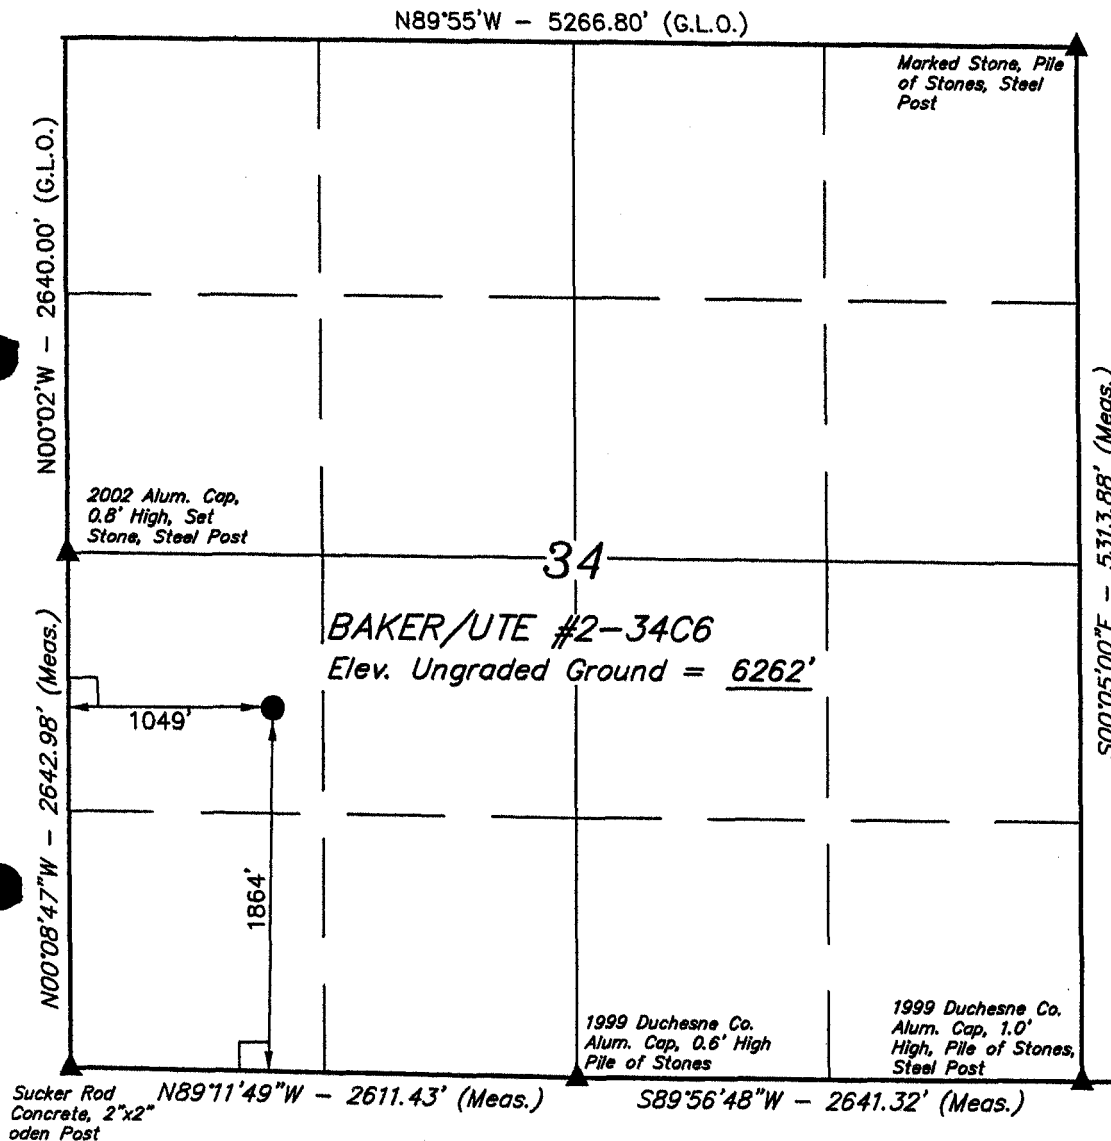 N89°55'W – 5266.80' (G.L.O.)
Marked Stone, Pile
of Stones, Steel
Post
N00°02'W – 2640.00' (G.L.O.)
2002 Alum. Cap,
0.8' High, Set
Stone, Steel Post
34
S00°05'00"E – 5313.88' (Meas.)
BAKER/UTE #2-34C6
Elev. Ungraded Ground = 6262'
1049'
N00°08'47"W – 2642.98' (Meas.)
1864'
1999 Duchesne Co.
Alum. Cap, 0.6' High
Pile of Stones
1999 Duchesne Co.
Alum. Cap, 1.0'
High, Pile of Stones,
Steel Post
Sucker Rod
Concrete, 2"x2"
oden Post
N89°11'49"W – 2611.43' (Meas.)
S89°56'48"W – 2641.32' (Meas.)